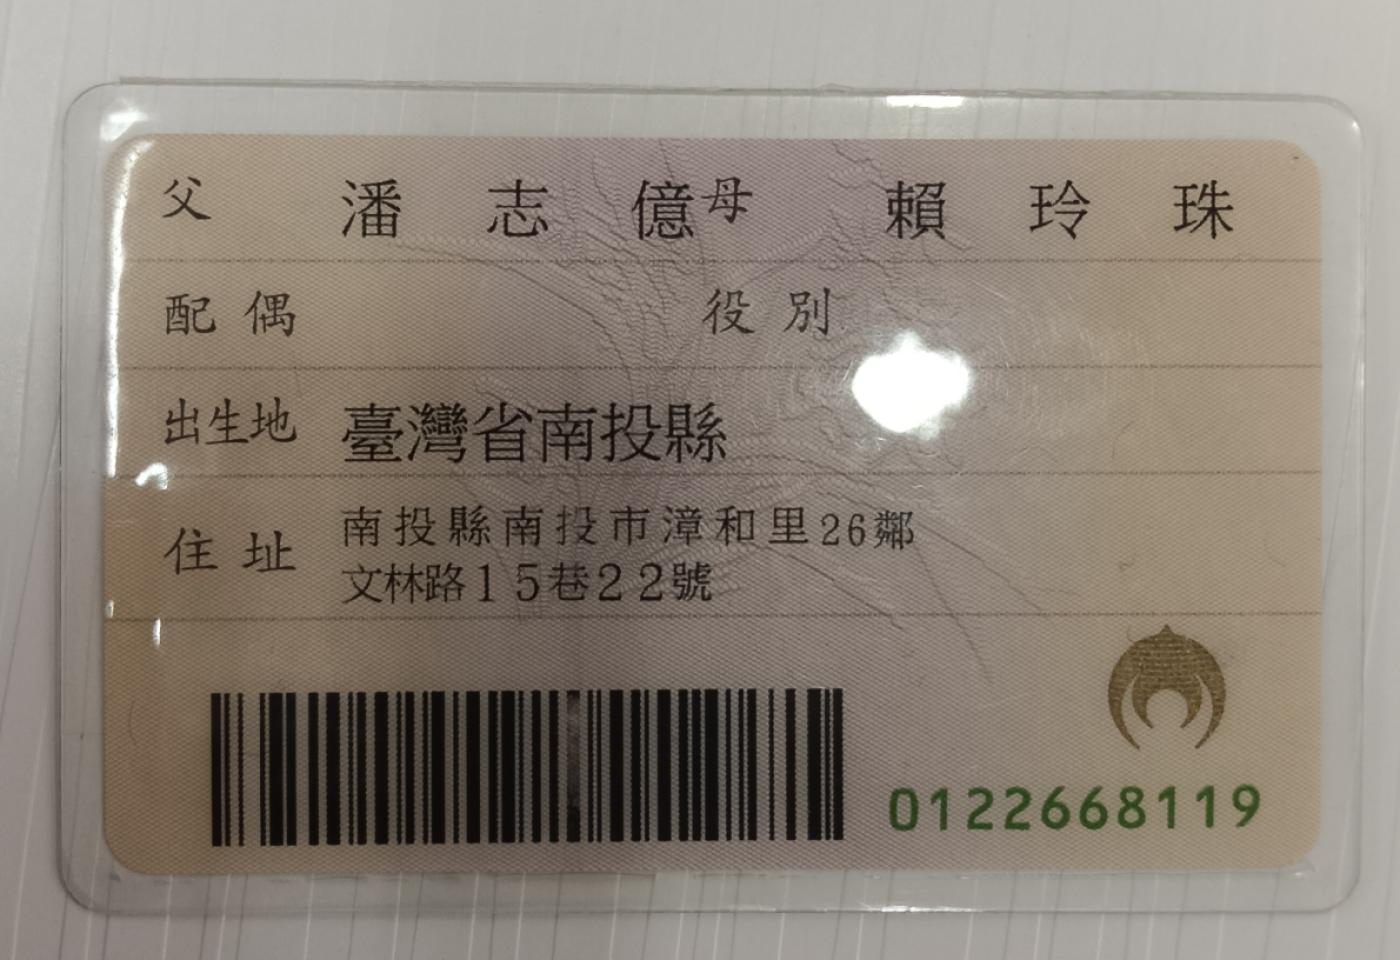 父 潘志億 母 賴玲珠
配偶 役別
出生地 臺灣省南投縣
住址 南投縣南投市漳和里26鄰
文林路15巷22號
0122668119